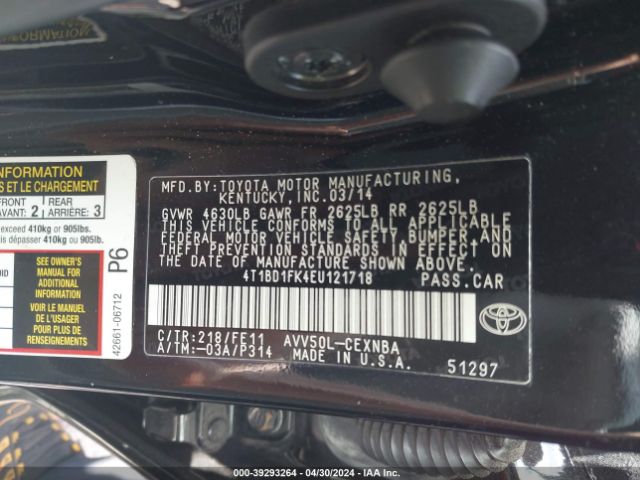 INFORMATION
ET LE CHARGEMENT
FRONT
AVANT: 2
REAR
ARRIÈRE: 3
exceed 410kg or 905lbs.
dépasser 410kg ou 905lbs.
SEE OWNER'S
MANUAL FOR
ADDITIONAL
INFORMATION
VOIR LE MANUEL
DE L'USAGER
POUR PLUS DE
RENSEIGNEMENTS
P6
42661-06712
MFD.BY:TOYOTA MOTOR MANUFACTURING,
KENTUCKY,INC.03/14
GVWR 4630LB GAWR FR 2625LB RR 2625LB
THIS VEHICLE CONFORMS TO ALL APPLICABLE
FEDERAL MOTOR VEHICLE SAFETY,BUMPER,AND
THEFT PREVENTION STANDARDS IN EFFECT ON
THE DATE OF MANUFACTURE SHOWN ABOVE.
4T1BD1FK4EU121718 PASS.CAR
C/TR:218/FE11 AVV50L-CEXNBA
A/TM:-03A/P314 MADE IN U.S.A.
TOYOTA
51297
000-39293264 - 04/30/2024 - IAA Inc.